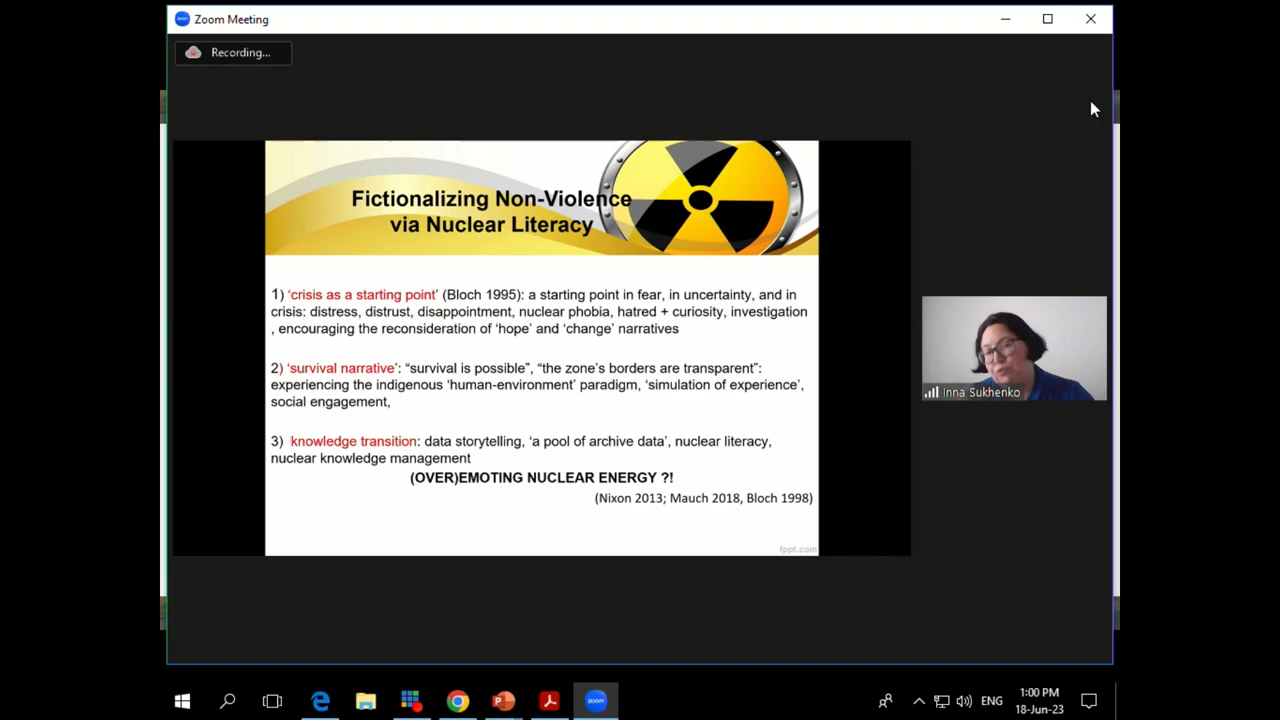 Zoom Meeting
Recording...
Fictionalizing Non-Violence
via Nuclear Literacy
1) ‘crisis as a starting point’ (Bloch 1995): a starting point in fear, in uncertainty, and in
crisis: distress, distrust, disappointment, nuclear phobia, hatred + curiosity, investigation
, encouraging the reconsideration of ‘hope’ and ‘change’ narratives
2) ‘survival narrative’: “survival is possible”, “the zone’s borders are transparent”:
experiencing the indigenous ‘human-environment’ paradigm, ‘simulation of experience’,
social engagement,
3) knowledge transition: data storytelling, ‘a pool of archive data’, nuclear literacy,
nuclear knowledge management
(OVER)EMOTING NUCLEAR ENERGY ?!
(Nixon 2013; Mauch 2018, Bloch 1998)
fppt.com
Inna Sukhenko
ENG
1:00 PM
18-Jun-23